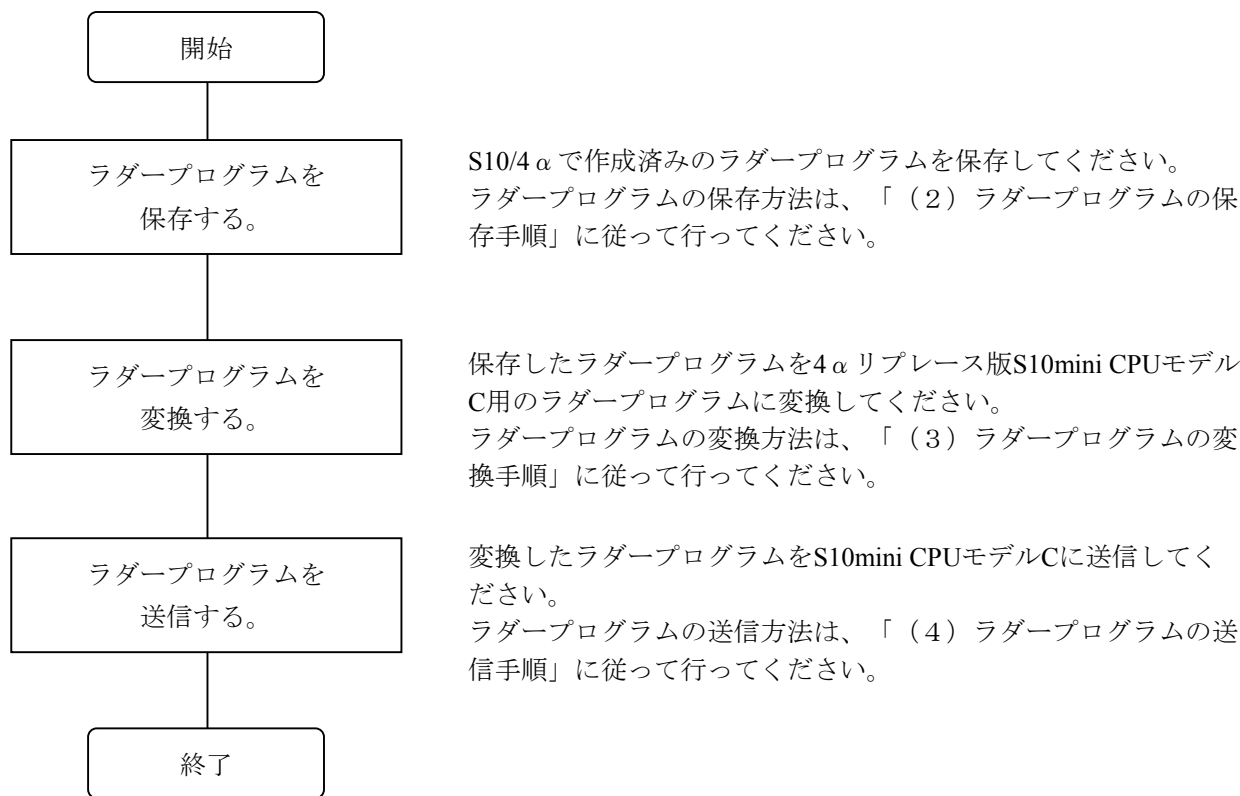 開始
ラダープログラムを
保存する。
S10/4αで作成済みのラダープログラムを保存してください。
ラダープログラムの保存方法は、「（２）ラダープログラムの保
存手順」に従って行ってください。
ラダープログラムを
変換する。
保存したラダープログラムを4αリプレース版S10mini CPUモデル
C用のラダープログラムに変換してください。
ラダープログラムの変換方法は、「（３）ラダープログラムの変
換手順」に従って行ってください。
ラダープログラムを
送信する。
変換したラダープログラムをS10mini CPUモデルCに送信してく
ださい。
ラダープログラムの送信方法は、「（４）ラダープログラムの送
信手順」に従って行ってください。
終了